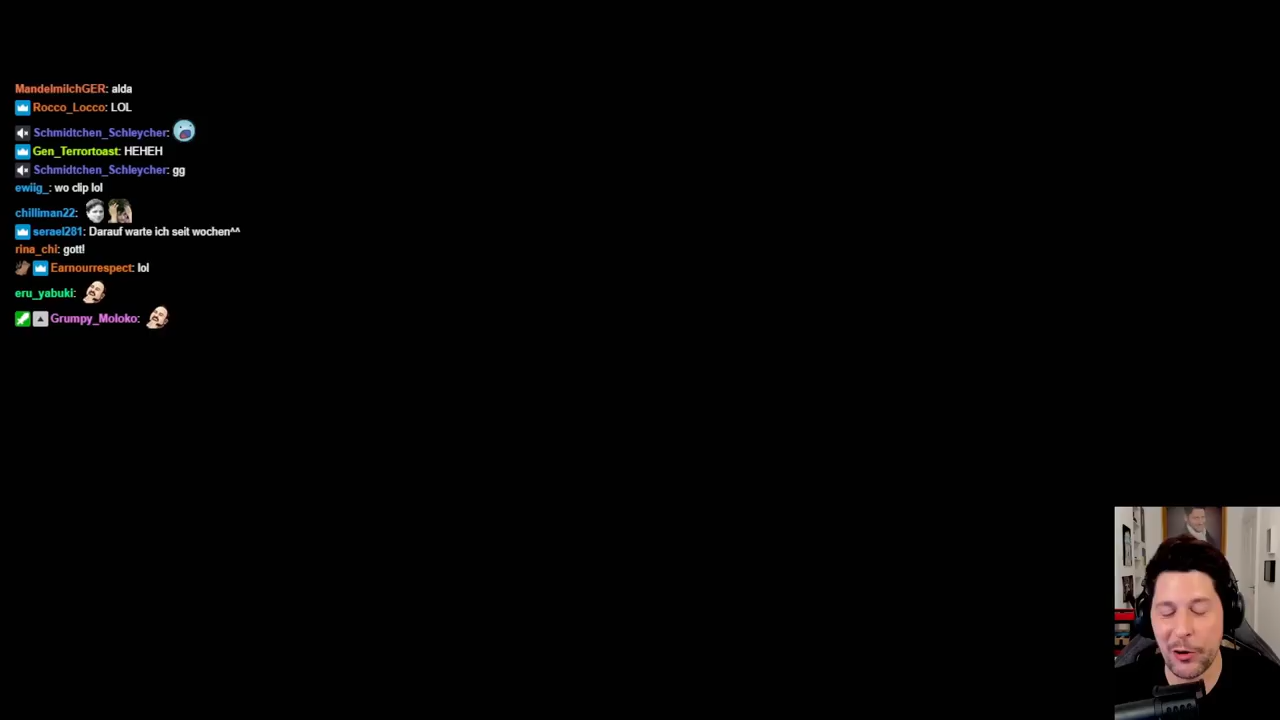 MandelmilchGER: alda
Rocco_Locco: LOL
Schmidtchen_Schleycher:
Gen_Terrortoast: HEHEH
Schmidtchen_Schleycher: gg
ewiig_: wo clip lol
chilliman22:
serael281: Darauf warte ich seit wochen^^
rina_chi: gott!
Earnourrespect: lol
eru_yabuki:
Grumpy_Moloko: